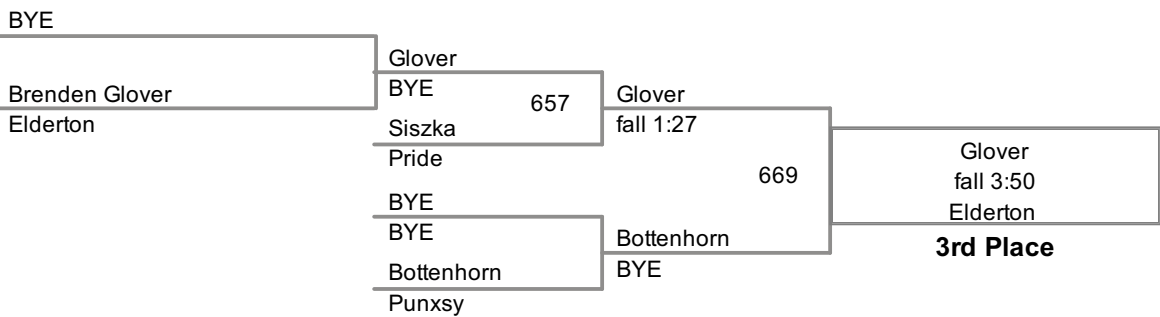 BYE
Brenden Glover
Elderton
Glover
BYE
657
Siszka
Pride
BYE
BYE
Bottenhorn
Punxsy
Glover
fall 1:27
669
Bottenhorn
BYE
Glover
fall 3:50
Elderton
3rd Place